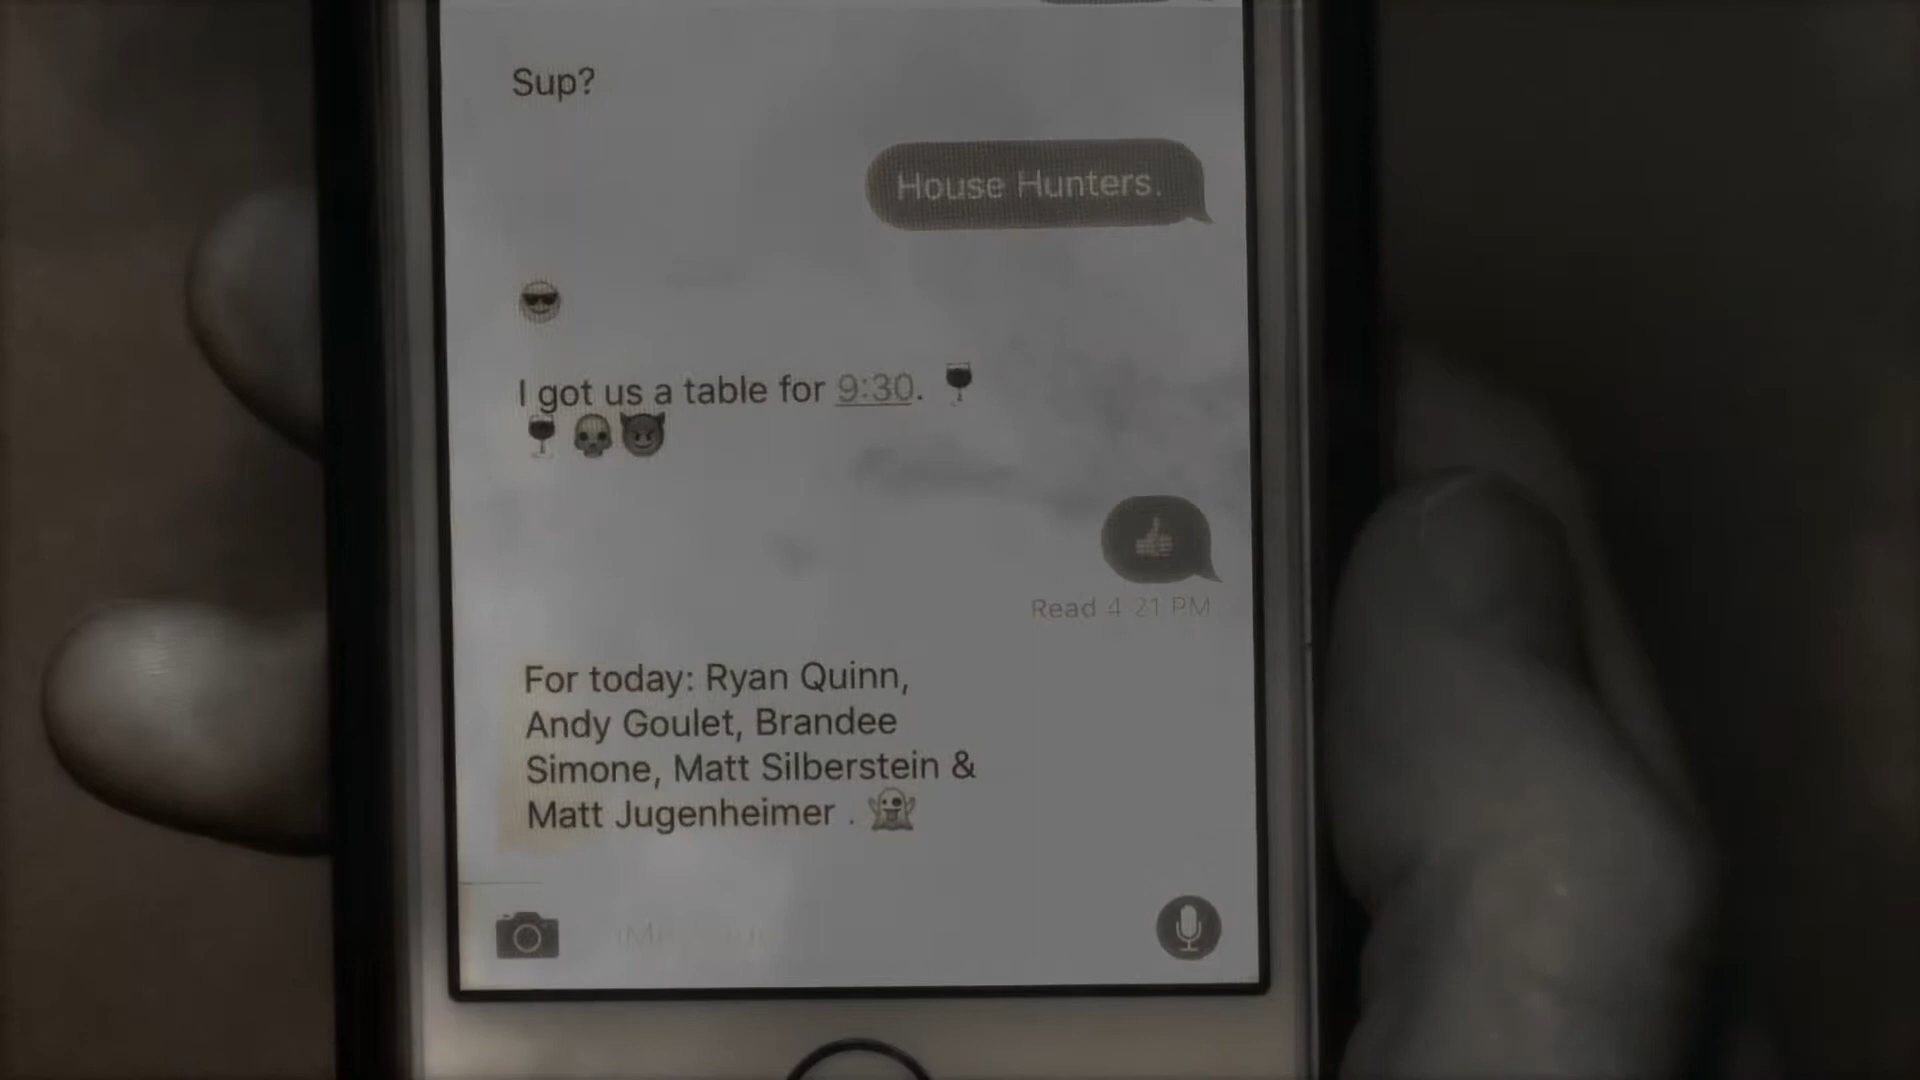 Sup?
House Hunters.
😎
I got us a table for 9:30. 🍷
🍷💀😈
👍
Read 4 21 PM
For today: Ryan Quinn,
Andy Goulet, Brandee
Simone, Matt Silberstein &
Matt Jugenheimer . 👻